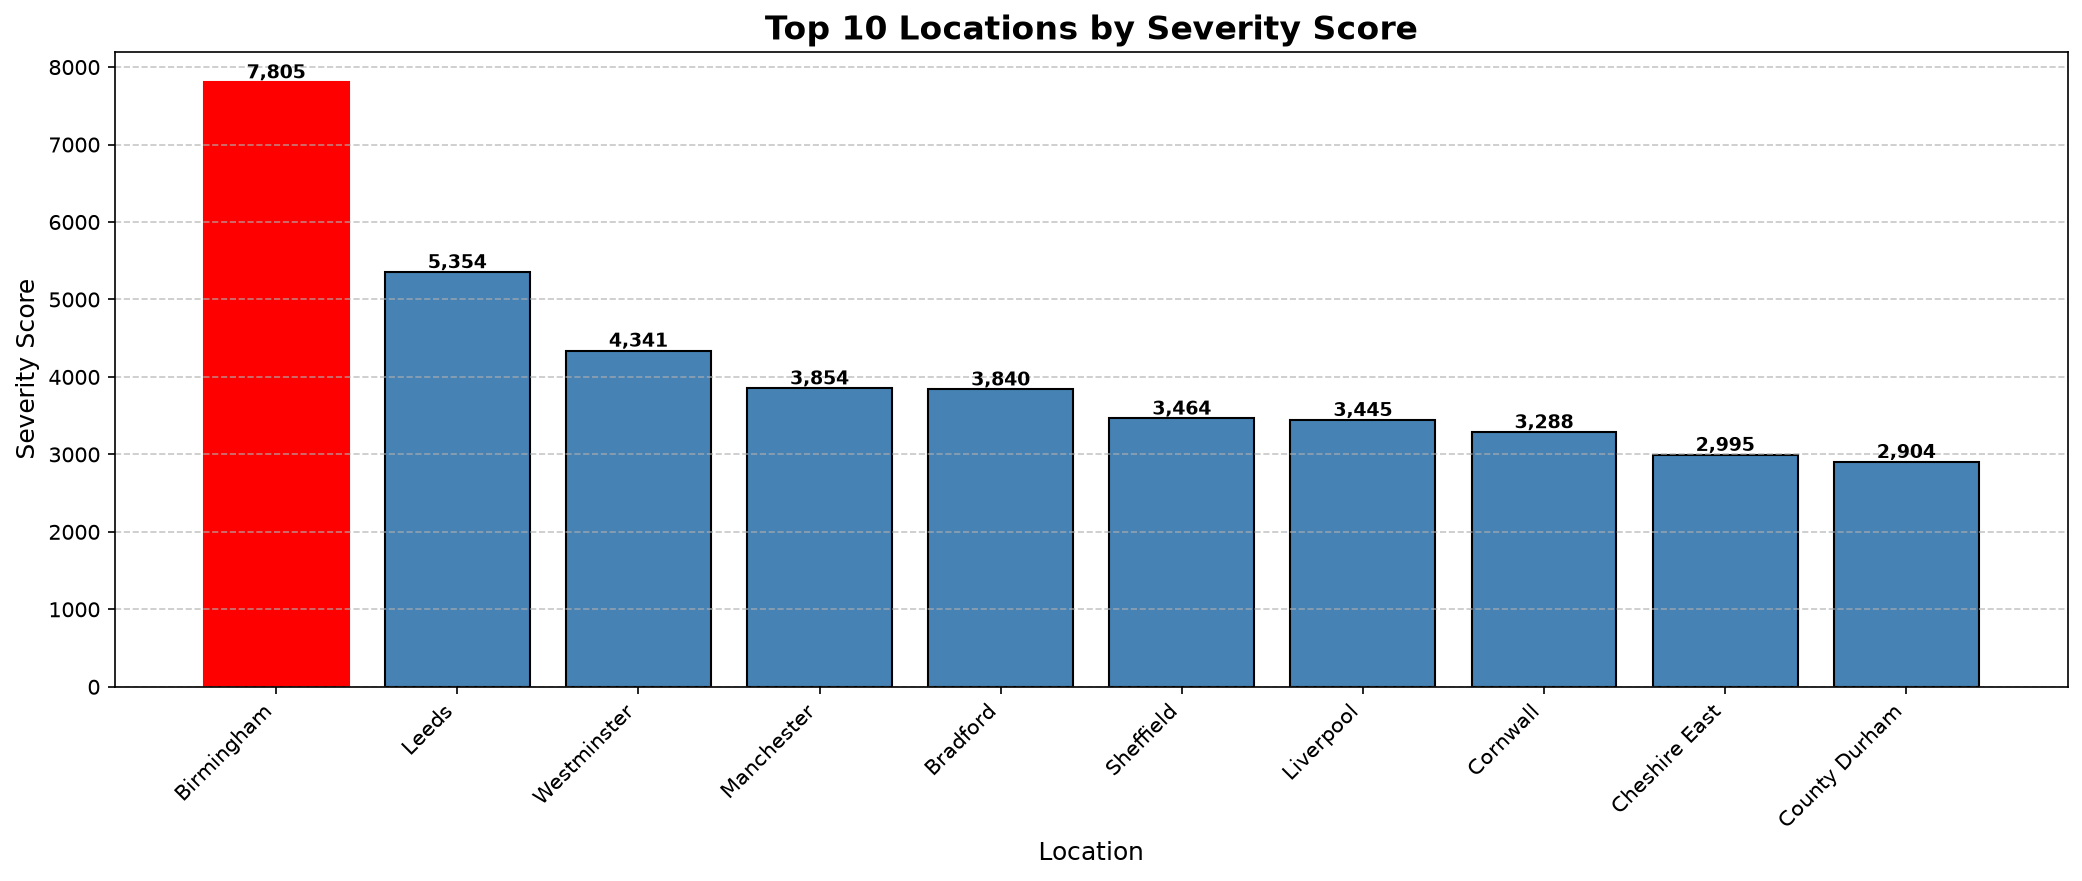 Top 10 Locations by Severity Score
Severity Score
8000
7000
6000
5000
4000
3000
2000
1000
0
7,805
5,354
4,341
3,854
3,840
3,464
3,445
3,288
2,995
2,904
Birmingham
Leeds
Westminster
Manchester
Bradford
Sheffield
Liverpool
Cornwall
Cheshire East
County Durham
Location